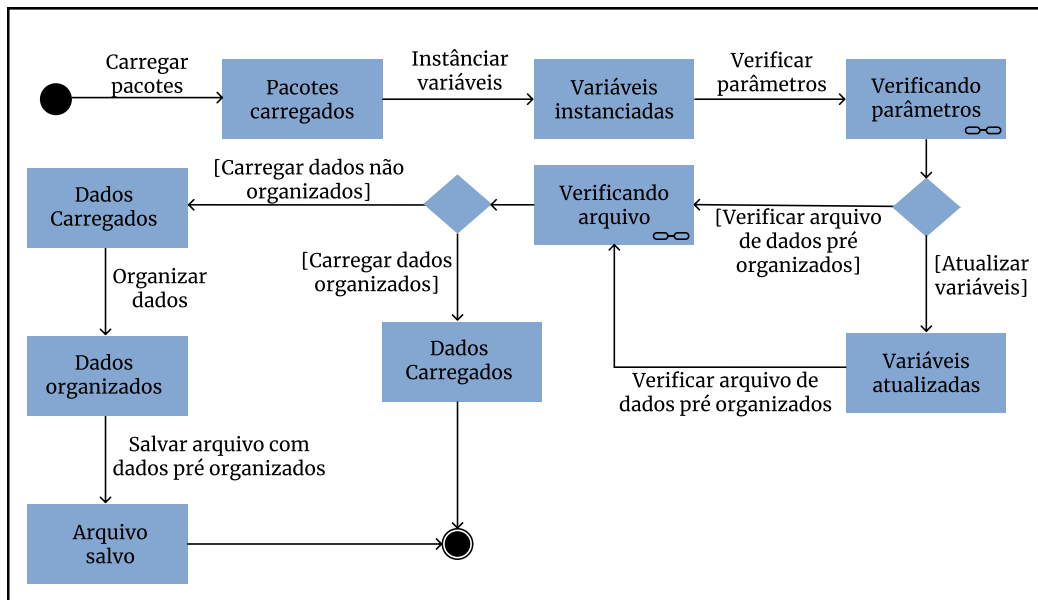 Carregar
pacotes
Pacotes
carregados
Instânciar
variáveis
Variáveis
instanciadas
Verificar
parâmetros
Verificando
parâmetros
[Verificar arquivo
de dados pré
organizados]
[Atualizar
variáveis]
Variáveis
atualizadas
Verificar arquivo de
dados pré organizados
Verificando
arquivo
[Carregar dados não
organizados]
[Carregar dados
organizados]
Dados
Carregados
Dados
Carregados
Organizar
dados
Dados
organizados
Salvar arquivo com
dados pré organizados
Arquivo
salvo